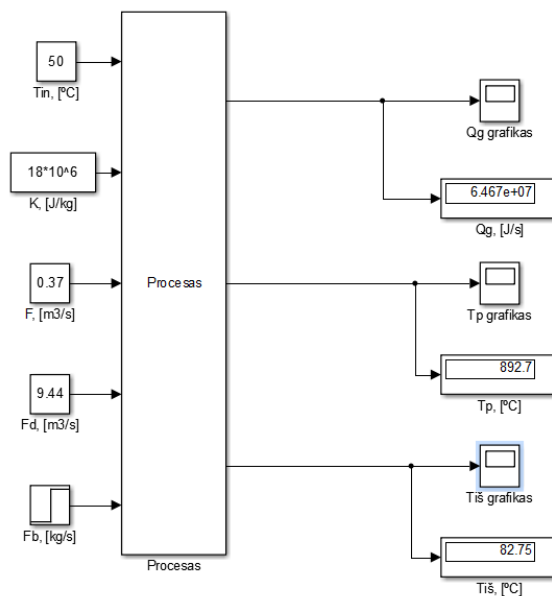 50
Tin, [ºC]
18*10^6
K, [J/kg]
0.37
F, [m3/s]
9.44
Fd, [m3/s]
Fb, [kg/s]
Procesas
Procesas
Qg grafikas
6.467e+07
Qg, [J/s]
Tp grafikas
892.7
Tp, [ºC]
Tiš grafikas
82.75
Tiš, [ºC]